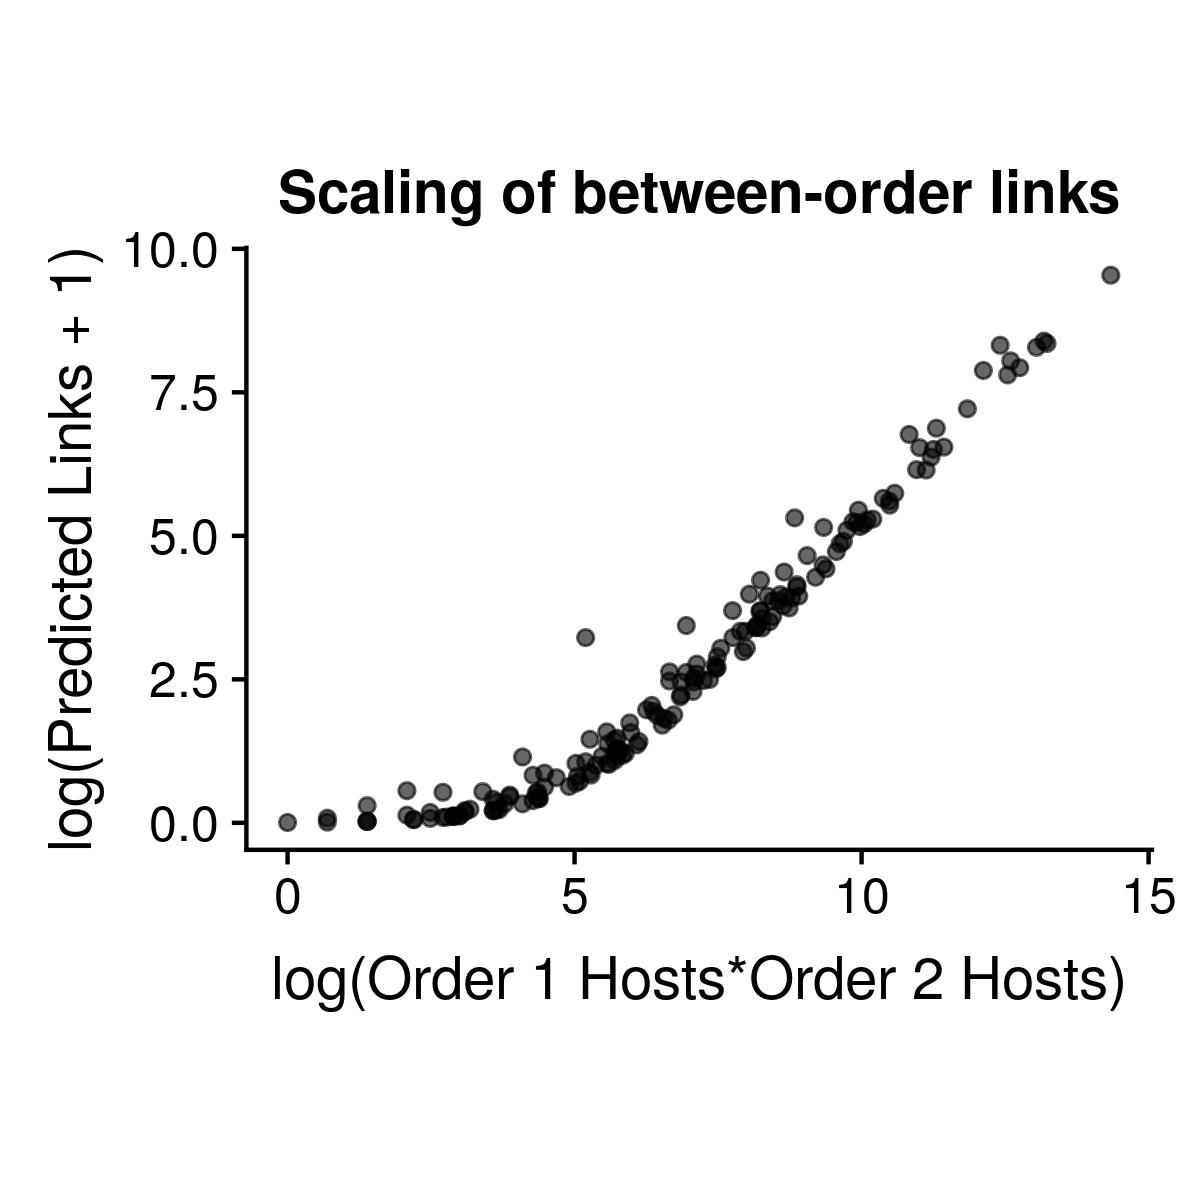 Scaling of between-order links
log(Predicted Links + 1)
10.0
7.5
5.0
2.5
0.0
0 5 10 15
log(Order 1 Hosts*Order 2 Hosts)